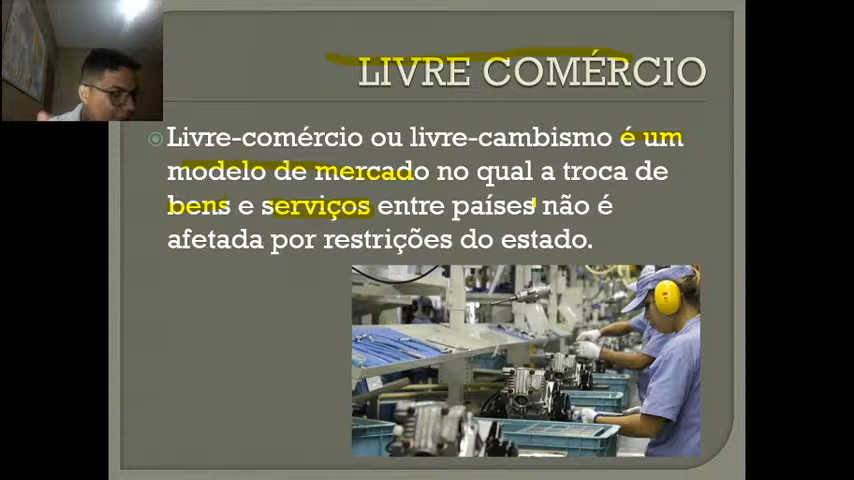 LIVRE COMÉRCIO
Livre-comércio ou livre-cambismo é um
modelo de mercado no qual a troca de
bens e serviços entre países não é
afetada por restrições do estado.